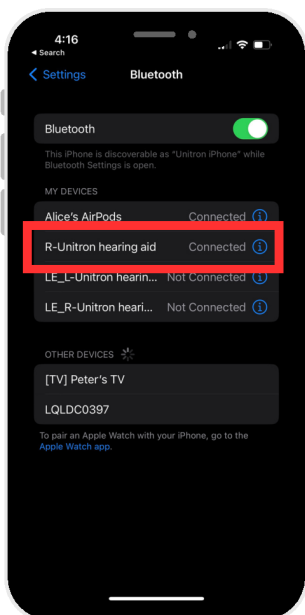 4:16
◀ Search
Settings
Bluetooth
Bluetooth
This iPhone is discoverable as “Unitron iPhone” while
Bluetooth Settings is open.
MY DEVICES
Alice's AirPods Connected
R-Unitron hearing aid Connected
LE_L-Unitron hearin... Not Connected
LE_R-Unitron heari... Not Connected
OTHER DEVICES
[TV] Peter's TV
LQLDC0397
To pair an Apple Watch with your iPhone, go to the
Apple Watch app.